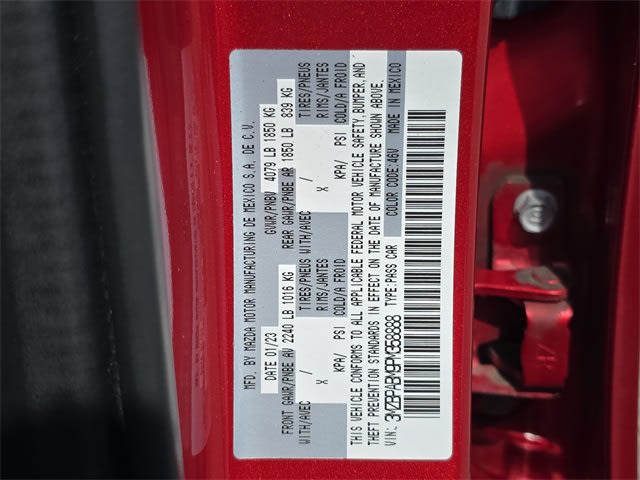 MFD. BY MAZDA MOTOR MANUFACTURING DE MEXICO S.A. DE C.V.
DATE 01/23 GVWR/PNBV 4079 LB 1850 KG
FRONT GAWR/PNBE AV 2240 LB 1016 KG REAR GAWR/PNBE AR 1850 LB 839 KG
WITH/AVEC / TIRES/PNEUS WITH/AVEC / TIRES/PNEUS
X RIMS/JANTES X RIMS/JANTES
KPA/ PSI COLD/A FROID KPA/ PSI COLD/A FROID
THIS VEHICLE CONFORMS TO ALL APPLICABLE FEDERAL MOTOR VEHICLE SAFETY, BUMPER, AND
THEFT PREVENTION STANDARDS IN EFFECT ON THE DATE OF MANUFACTURE SHOWN ABOVE.
VIN: 3MZBPABM9PM358888 TYPE:PASS CAR COLOR CODE:46V MADE IN MEXICO